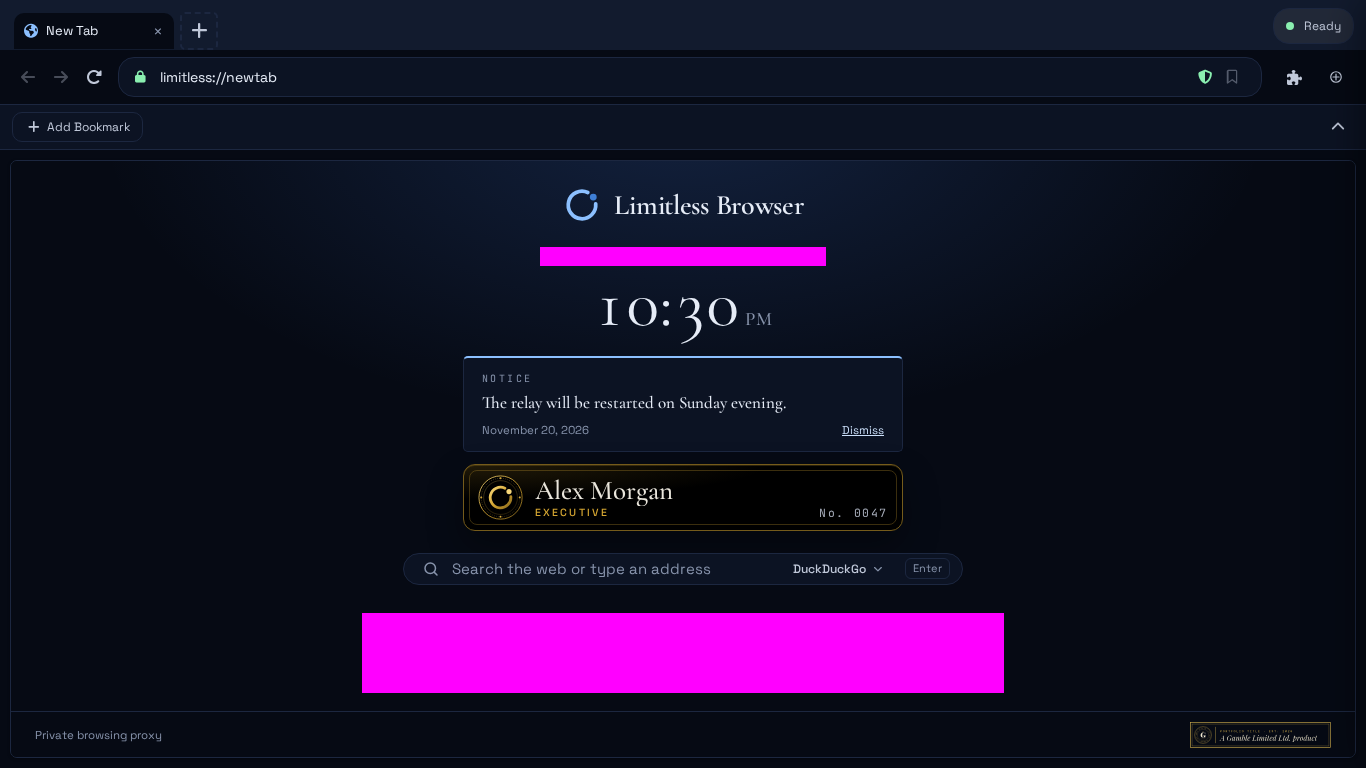 New Tab
Ready
limitless://newtab
Add Bookmark
Limitless Browser
10:30 PM
NOTICE
The relay will be restarted on Sunday evening.
November 20, 2026
Dismiss
Alex Morgan
EXECUTIVE
No. 0047
Search the web or type an address
DuckDuckGo
Enter
Private browsing proxy
G
A Gamble Limited Ltd. product